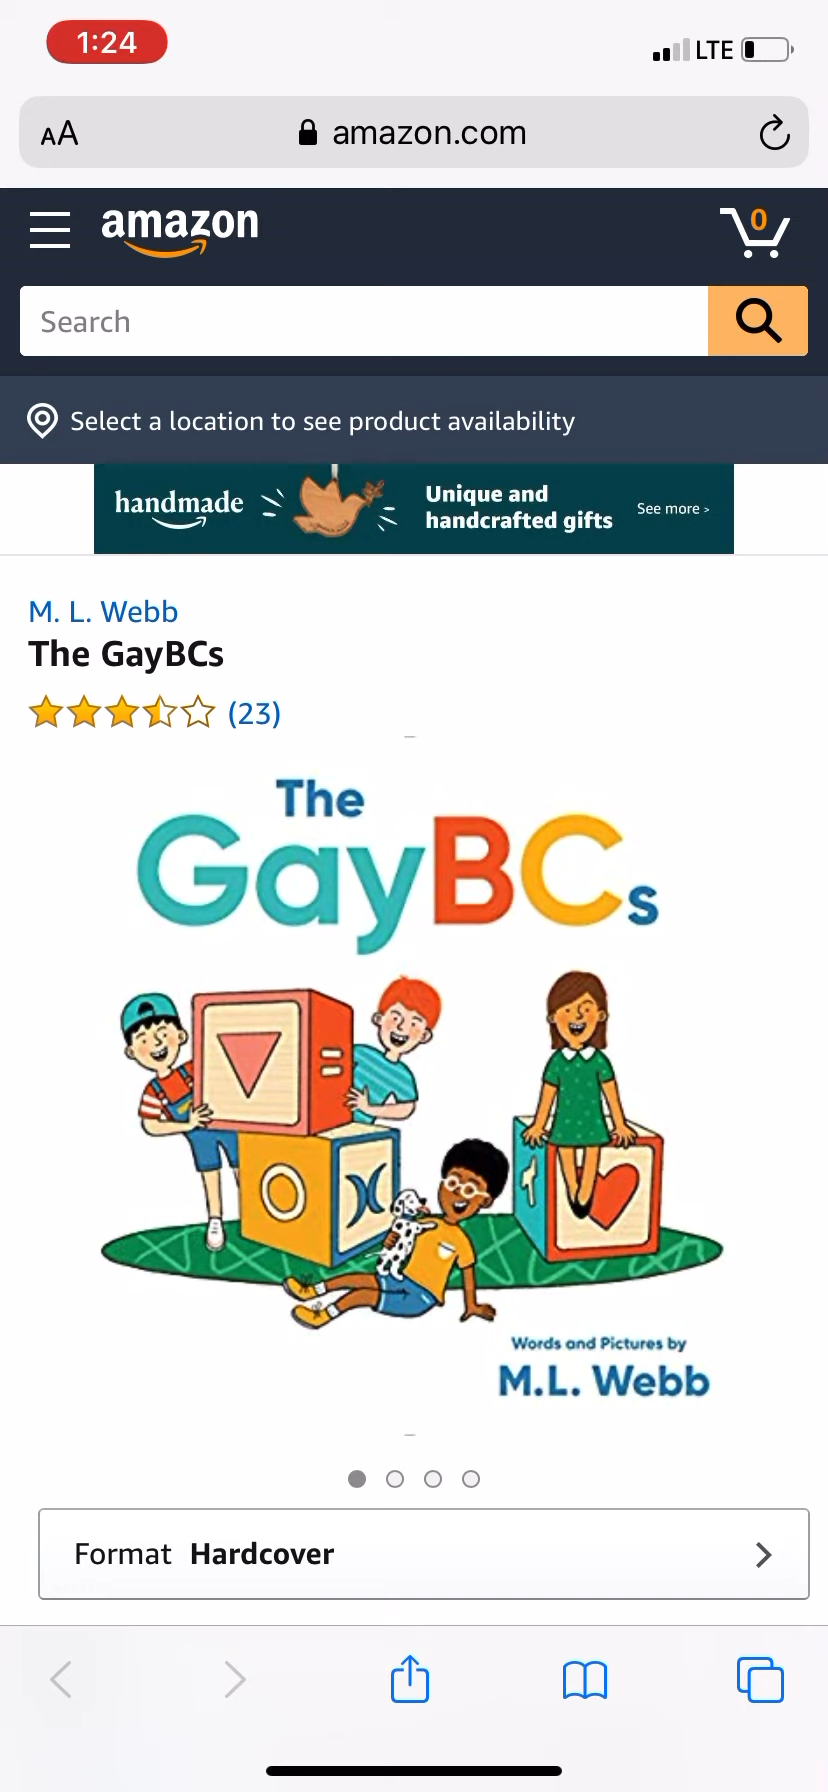 1:24
LTE
AA
amazon.com
amazon
0
Search
Select a location to see product availability
handmade
Unique and
handcrafted gifts
See more >
M. L. Webb
The GayBCs
(23)
The
GayBCs
Words and Pictures by
M.L. Webb
Format Hardcover